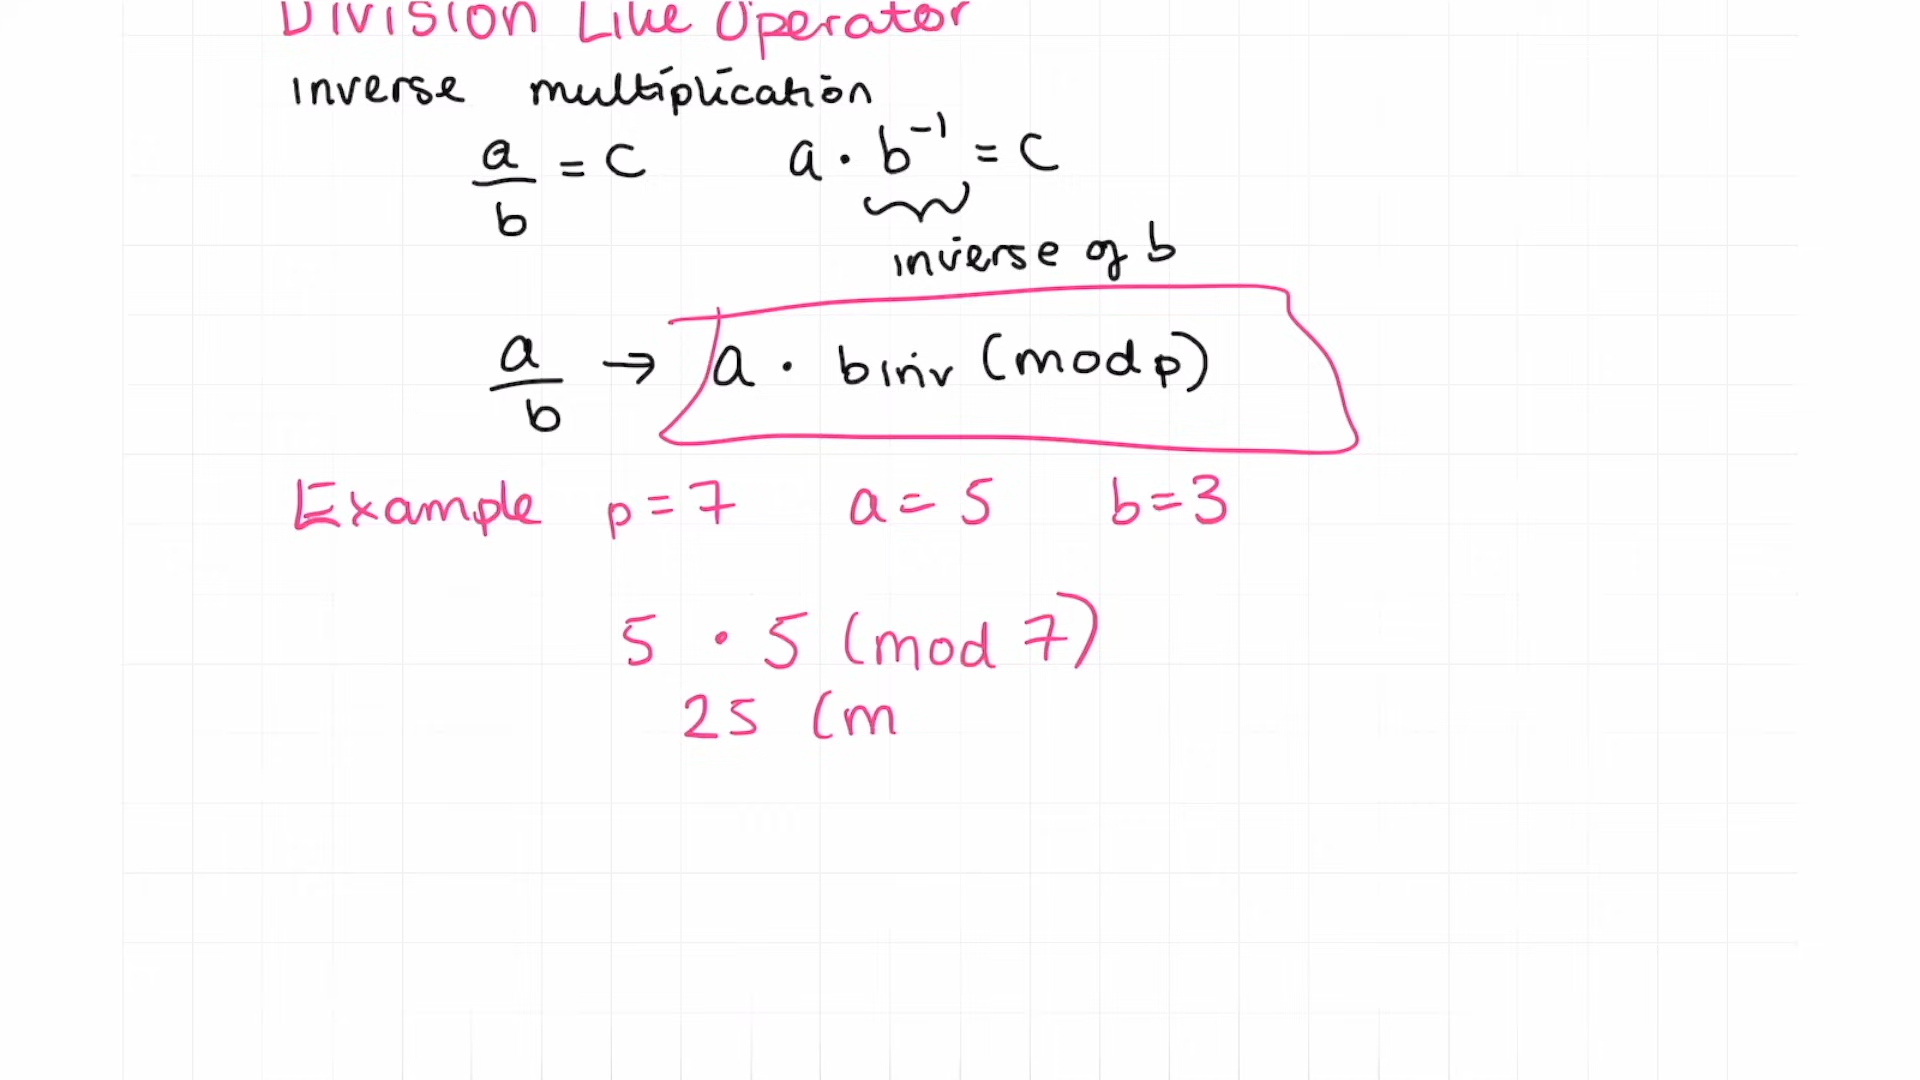 Division Like Operator
inverse multiplication
a/b = c a · b⁻¹ = c
inverse of b
a/b → a · binv (mod p)
Example p=7 a=5 b=3
5 · 5 (mod 7)
25 (m